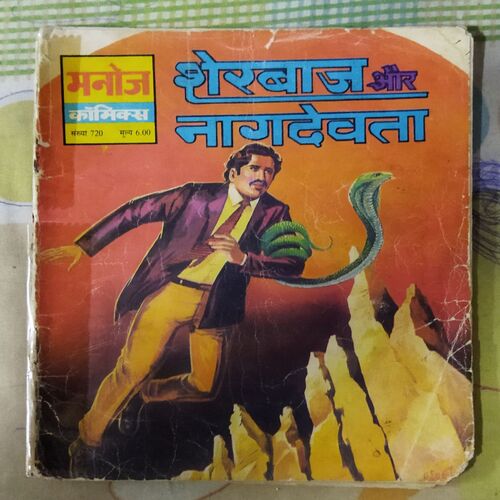 मनोज
कॉमिक्स
संख्या 720 मूल्य 6.00
शेरबाज और
नागदेवता